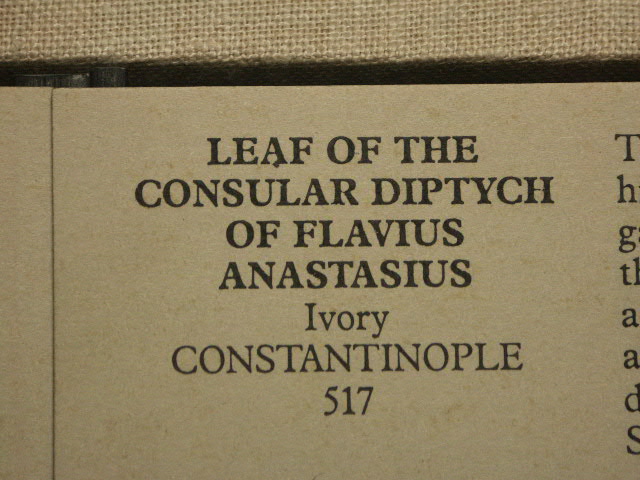 LEAF OF THE
CONSULAR DIPTYCH
OF FLAVIUS
ANASTASIUS
Ivory
CONSTANTINOPLE
517